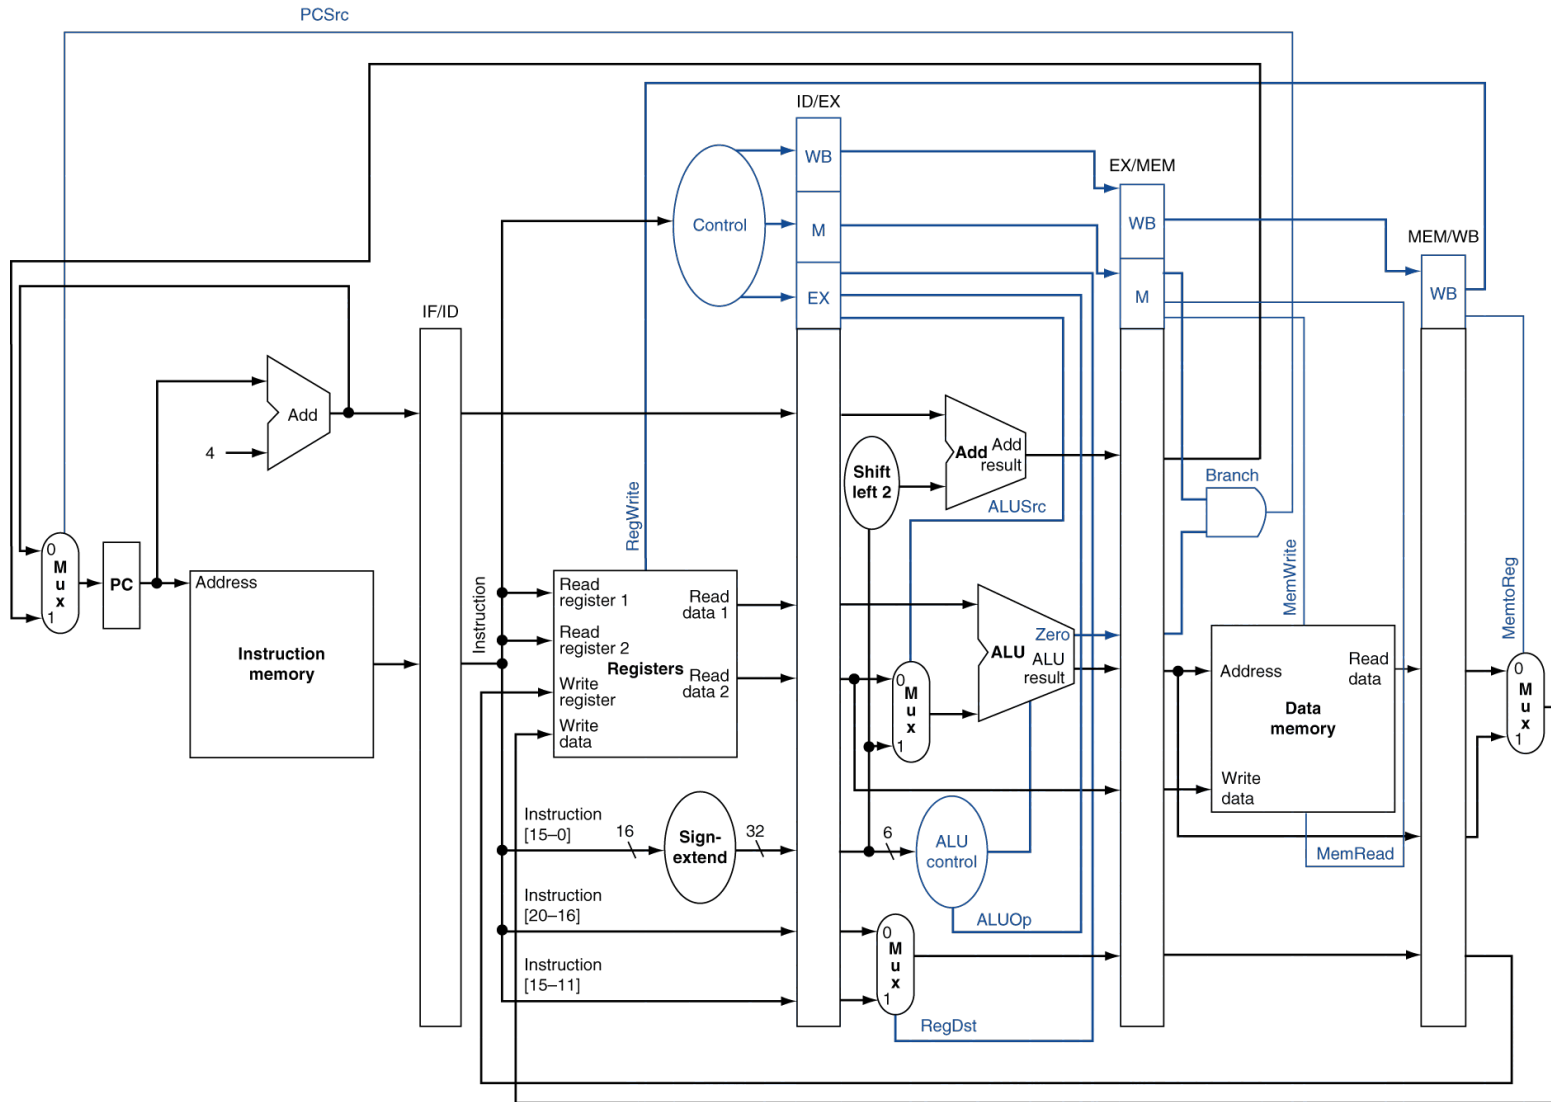 PCSrc
ID/EX
WB
EX/MEM
Control
M
WB
MEM/WB
EX
M
WB
IF/ID
Add
4
Add
Add
result
Shift
left 2
Branch
ALUSrc
RegWrite
MemWrite
MemtoReg
0
M
u
x
1
PC
Address
Instruction
memory
Instruction
Read
register 1
Read
register 2
Write
register
Write
data
Registers
Read
data 1
Read
data 2
0
M
u
x
1
Zero
ALU
ALU
result
Address
Read
data
Data
memory
Write
data
0
M
u
x
1
Instruction
[15–0]
16
Sign-
extend
32
6
ALU
control
MemRead
Instruction
[20–16]
ALUOp
0
M
u
x
1
Instruction
[15–11]
RegDst